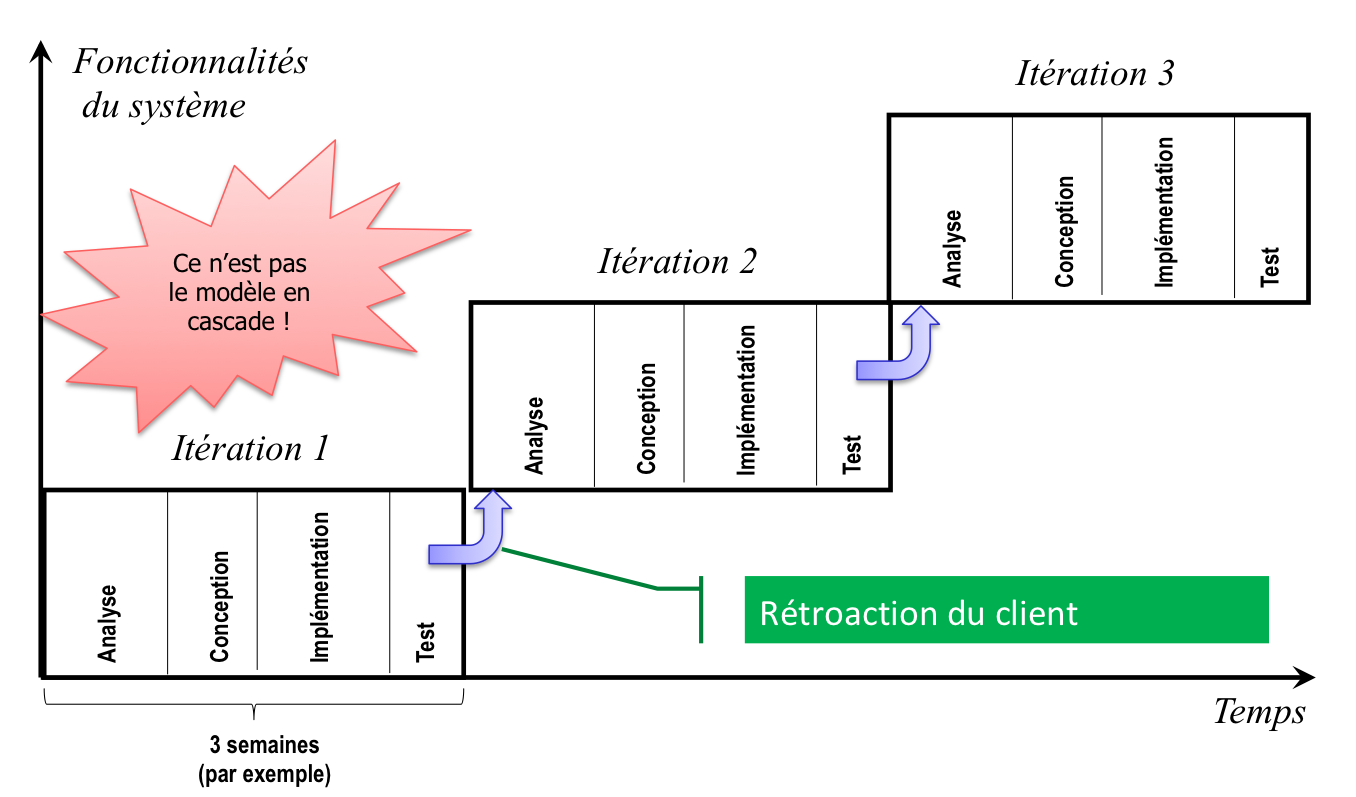 Fonctionnalités
du système
Itération 3
Analyse
Conception
Implémentation
Test
Ce n’est pas
le modèle en
cascade !
Itération 2
Analyse
Conception
Implémentation
Test
Itération 1
Analyse
Conception
Implémentation
Test
Rétroaction du client
Temps
3 semaines
(par exemple)